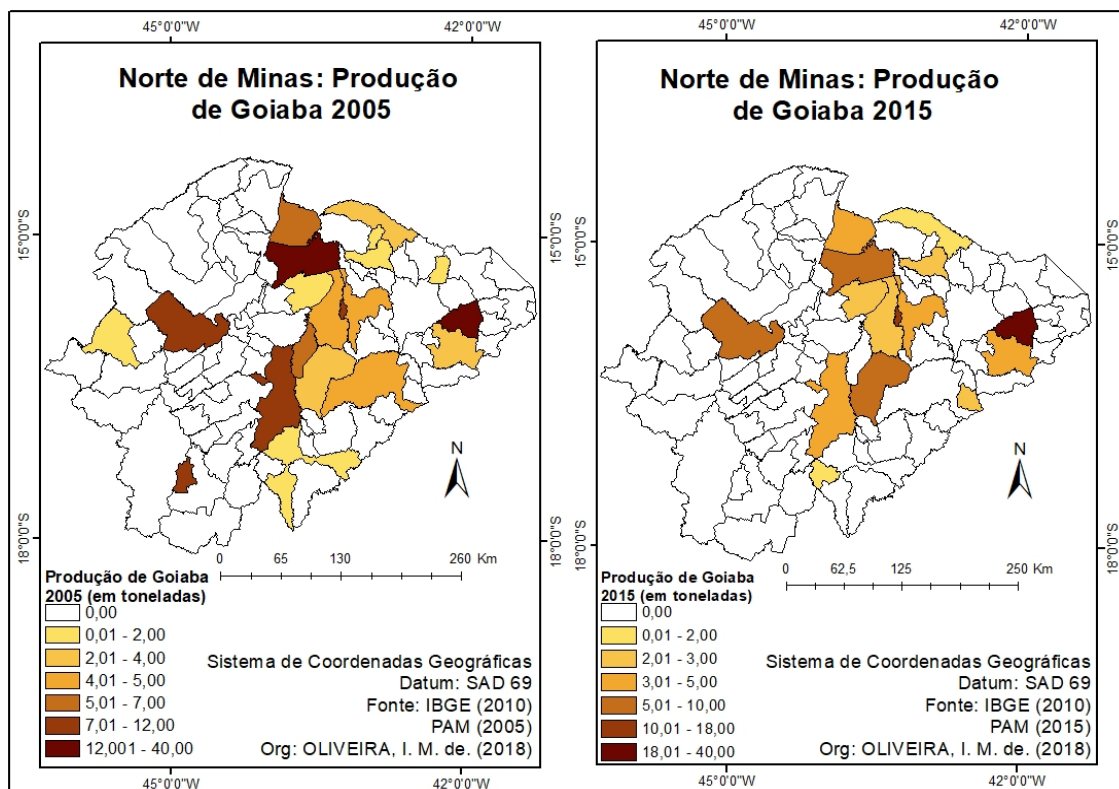 45°0'0"W
42°0'0"W
Norte de Minas: Produção
de Goiaba 2005
15°0'0"S
15°0'0"S
18°0'0"S
18°0'0"S
N
0
65
130
260 Km
Produção de Goiaba
2005 (em toneladas)
0,00
0,01 - 2,00
2,01 - 4,00
4,01 - 5,00
5,01 - 7,00
7,01 - 12,00
12,001 - 40,00
Sistema de Coordenadas Geográficas
Datum: SAD 69
Fonte: IBGE (2010)
PAM (2005)
Org: OLIVEIRA, I. M. de. (2018)
45°0'0"W
42°0'0"W
45°0'0"W
42°0'0"W
Norte de Minas: Produção
de Goiaba 2015
15°0'0"S
15°0'0"S
18°0'0"S
18°0'0"S
N
0
62,5
125
250 Km
Produção de Goiaba
2015 (em toneladas)
0,00
0,01 - 2,00
2,01 - 3,00
3,01 - 5,00
5,01 - 10,00
10,01 - 18,00
18,01 - 40,00
Sistema de Coordenadas Geográficas
Datum: SAD 69
Fonte: IBGE (2010)
PAM (2015)
Org: OLIVEIRA, I. M. de. (2018)
45°0'0"W
42°0'0"W